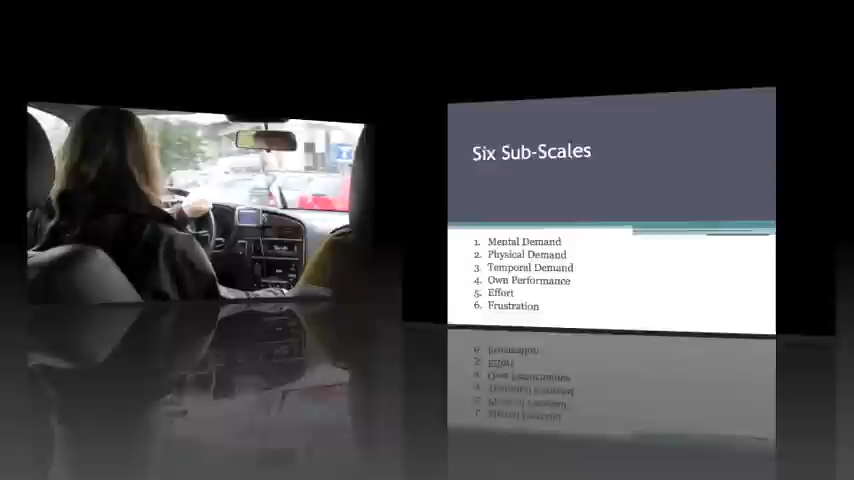 Six Sub-Scales
1. Mental Demand
2. Physical Demand
3. Temporal Demand
4. Own Performance
5. Effort
6. Frustration